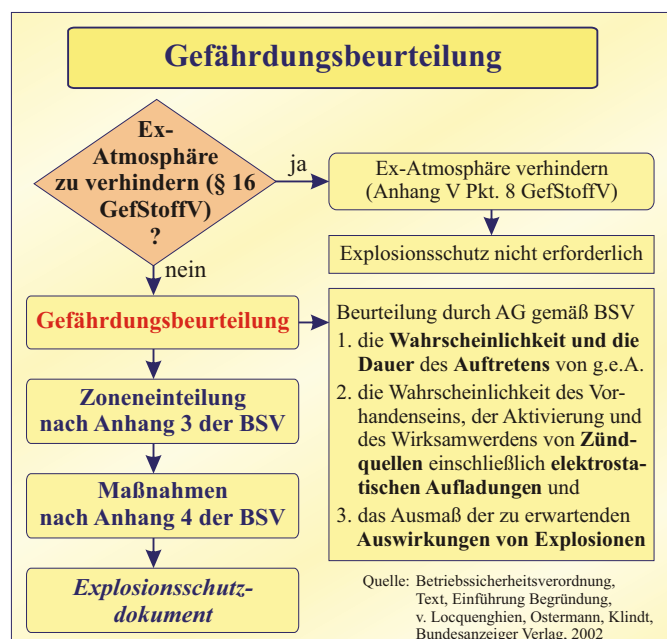 Gefährdungsbeurteilung
Ex-
Atmosphäre
zu verhindern (§ 16
GefStoffV)
?
ja
Ex-Atmosphäre verhindern
(Anhang V Pkt. 8 GefStoffV)
Explosionsschutz nicht erforderlich
nein
Gefährdungsbeurteilung
Beurteilung durch AG gemäß BSV
1. die Wahrscheinlichkeit und die
Dauer des Auftretens von g.e.A.
2. die Wahrscheinlichkeit des Vor-
handenseins, der Aktivierung und
des Wirksamwerdens von Zünd-
quellen einschließlich elektrosta-
tischen Aufladungen und
3. das Ausmaß der zu erwartenden
Auswirkungen von Explosionen
Zoneneinteilung
nach Anhang 3 der BSV
Maßnahmen
nach Anhang 4 der BSV
Explosionsschutz-
dokument
Quelle: Betriebssicherheitsverordnung,
Text, Einführung Begründung,
v. Locquenghien, Ostermann, Klindt,
Bundesanzeiger Verlag, 2002